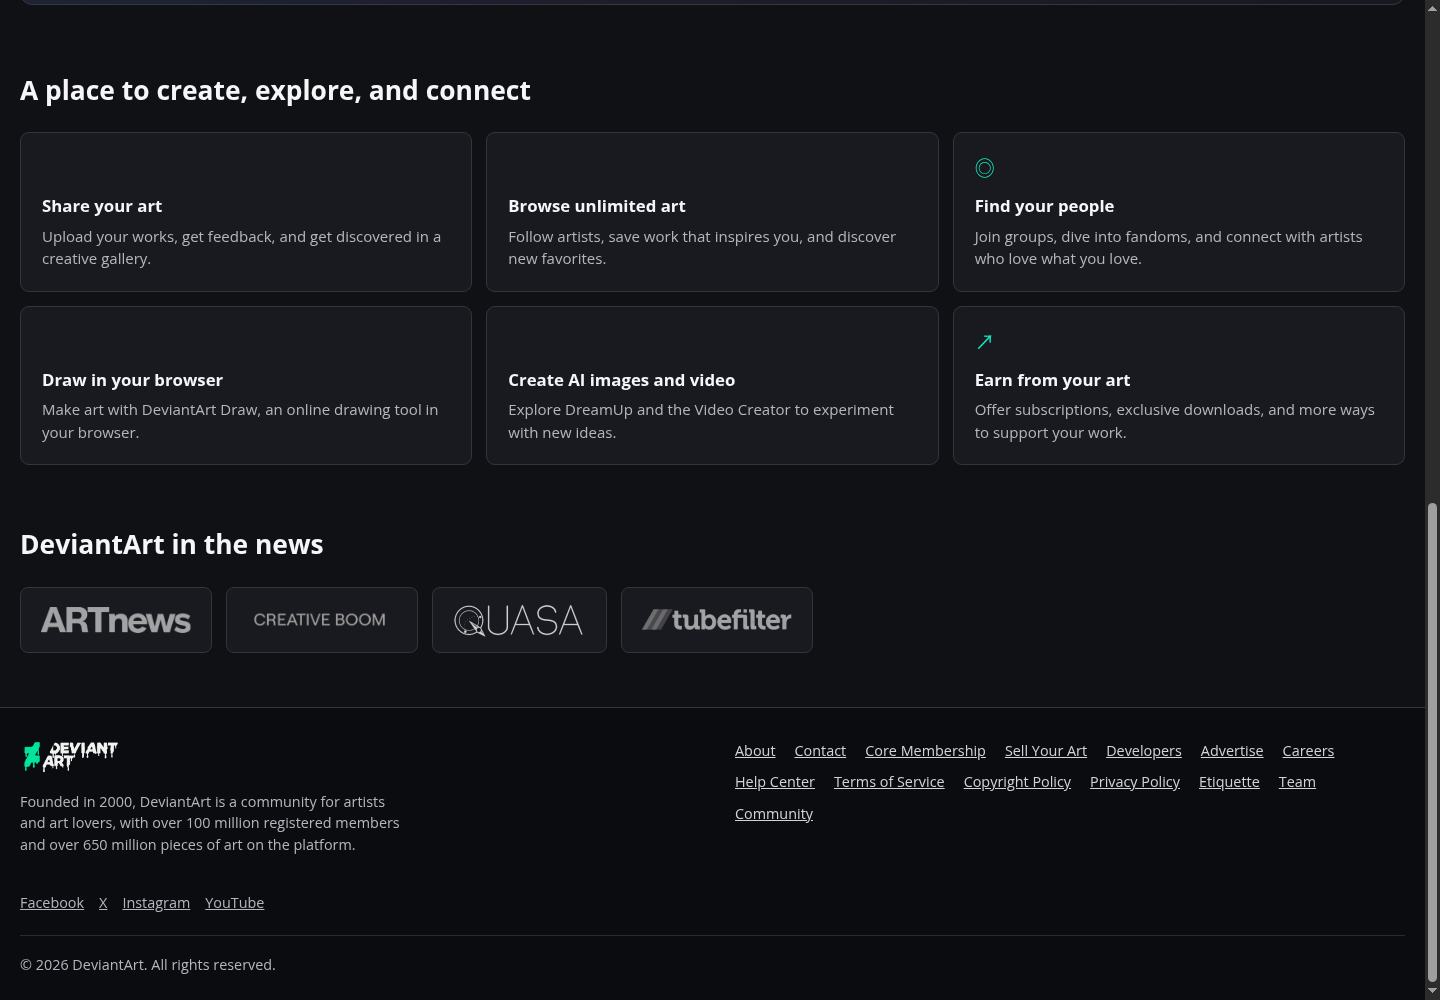 A place to create, explore, and connect
Share your art
Upload your works, get feedback, and get discovered in a
creative gallery.
Browse unlimited art
Follow artists, save work that inspires you, and discover
new favorites.
Find your people
Join groups, dive into fandoms, and connect with artists
who love what you love.
Draw in your browser
Make art with DeviantArt Draw, an online drawing tool in
your browser.
Create AI images and video
Explore DreamUp and the Video Creator to experiment
with new ideas.
Earn from your art
Offer subscriptions, exclusive downloads, and more ways
to support your work.
DeviantArt in the news
ARTnews
CREATIVE BOOM
QUASA
tubefilter
DEVIANT
ART
Founded in 2000, DeviantArt is a community for artists
and art lovers, with over 100 million registered members
and over 650 million pieces of art on the platform.
Facebook X Instagram YouTube
About Contact Core Membership Sell Your Art Developers Advertise Careers
Help Center Terms of Service Copyright Policy Privacy Policy Etiquette Team
Community
© 2026 DeviantArt. All rights reserved.